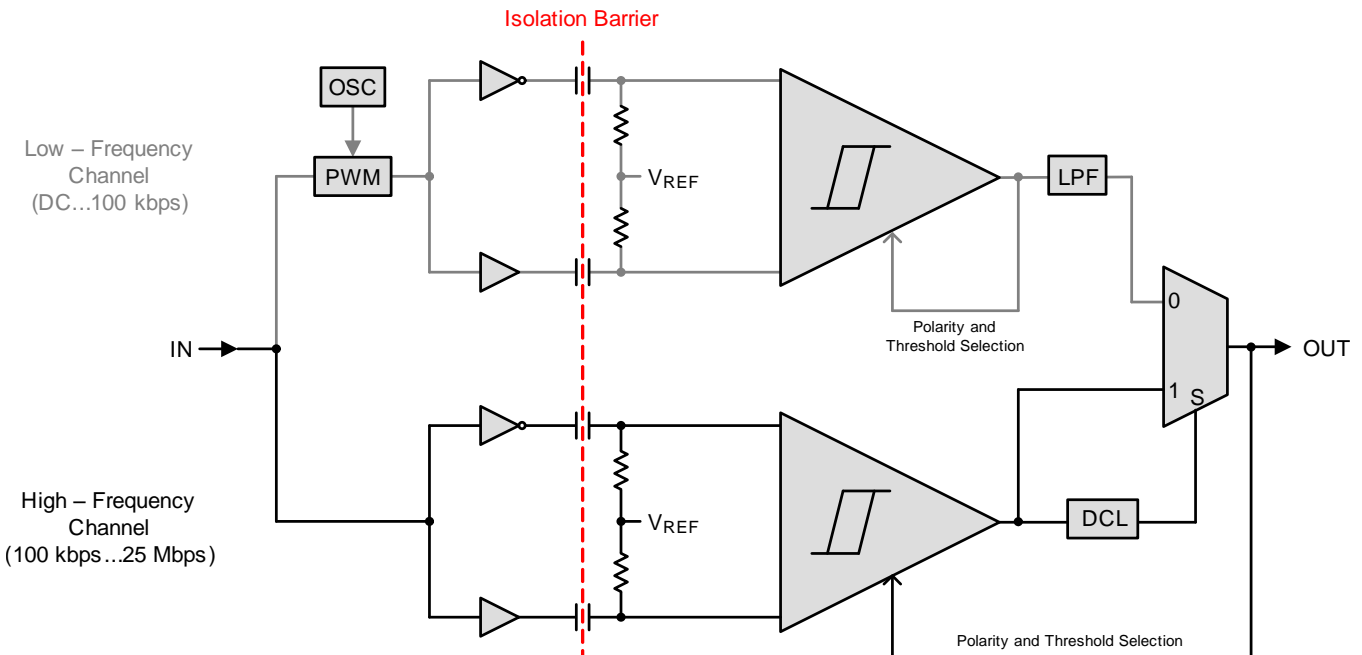 Isolation Barrier
OSC
Low – Frequency
Channel
(DC...100 kbps)
PWM
VREF
LPF
Polarity and
Threshold Selection
0
IN
OUT
1
S
High – Frequency
Channel
(100 kbps...25 Mbps)
VREF
DCL
Polarity and Threshold Selection